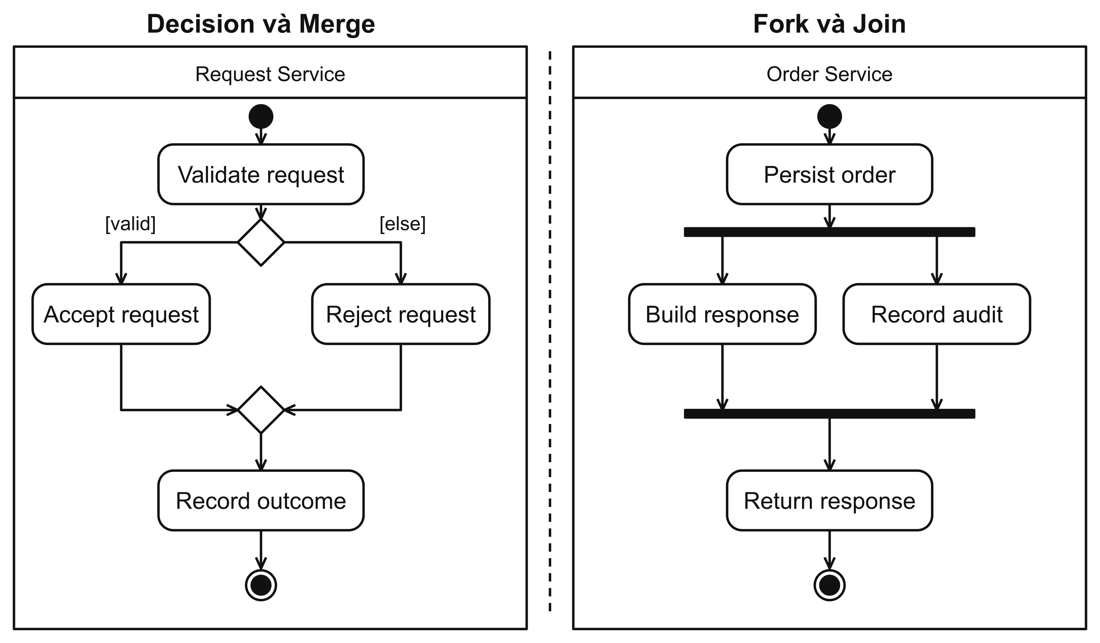 Decision và Merge
Request Service
Validate request
[valid]
[else]
Accept request
Reject request
Record outcome
Fork và Join
Order Service
Persist order
Build response
Record audit
Return response